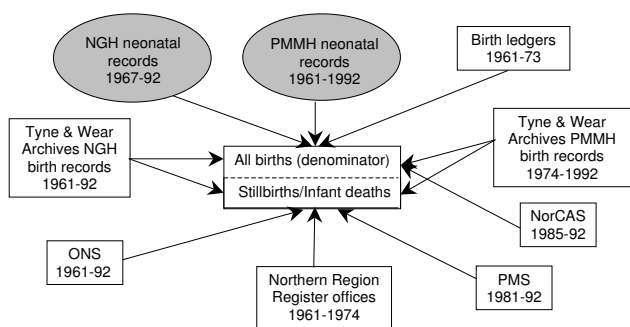 NGH neonatal
records
1967-92
PMMH neonatal
records
1961-1992
Birth ledgers
1961-73
Tyne & Wear
Archives NGH
birth records
1961-92
All births (denominator)
Stillbirths/Infant deaths
Tyne & Wear
Archives PMMH
birth records
1974-1992
NorCAS
1985-92
ONS
1961-92
Northern Region
Register offices
1961-1974
PMS
1981-92